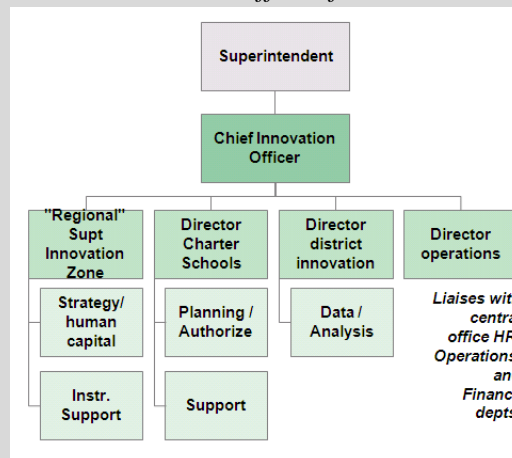 Superintendent
Chief Innovation
Officer
"Regional"
Supt
Innovation
Zone
Director
Charter
Schools
Director
district
innovation
Director
operations
Strategy/
human
capital
Planning /
Authorize
Data /
Analysis
Liaises wit
centra
office HR
Operations
an
Financ
depts
Instr.
Support
Support